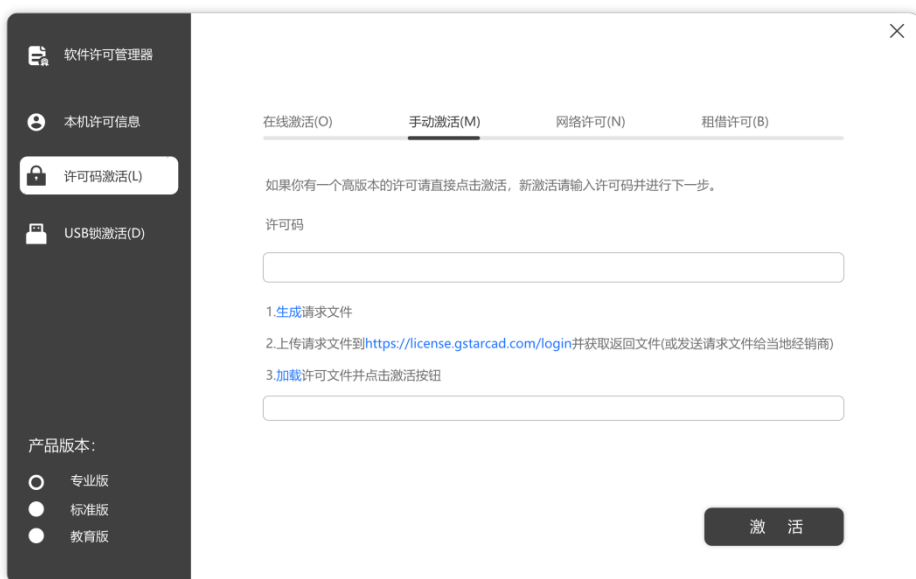 软件许可管理器
本机许可信息
许可码激活(L)
USB锁激活(D)
产品版本:
专业版
标准版
教育版
在线激活(O) 手动激活(M) 网络许可(N) 租借许可(B)
如果你有一个高版本的许可请直接点击激活，新激活请输入许可码并进行下一步。
许可码
1.生成请求文件
2.上传请求文件到https://license.gstarcad.com/login并获取返回文件(或发送请求文件给当地经销商)
3.加载许可文件并点击激活按钮
激 活